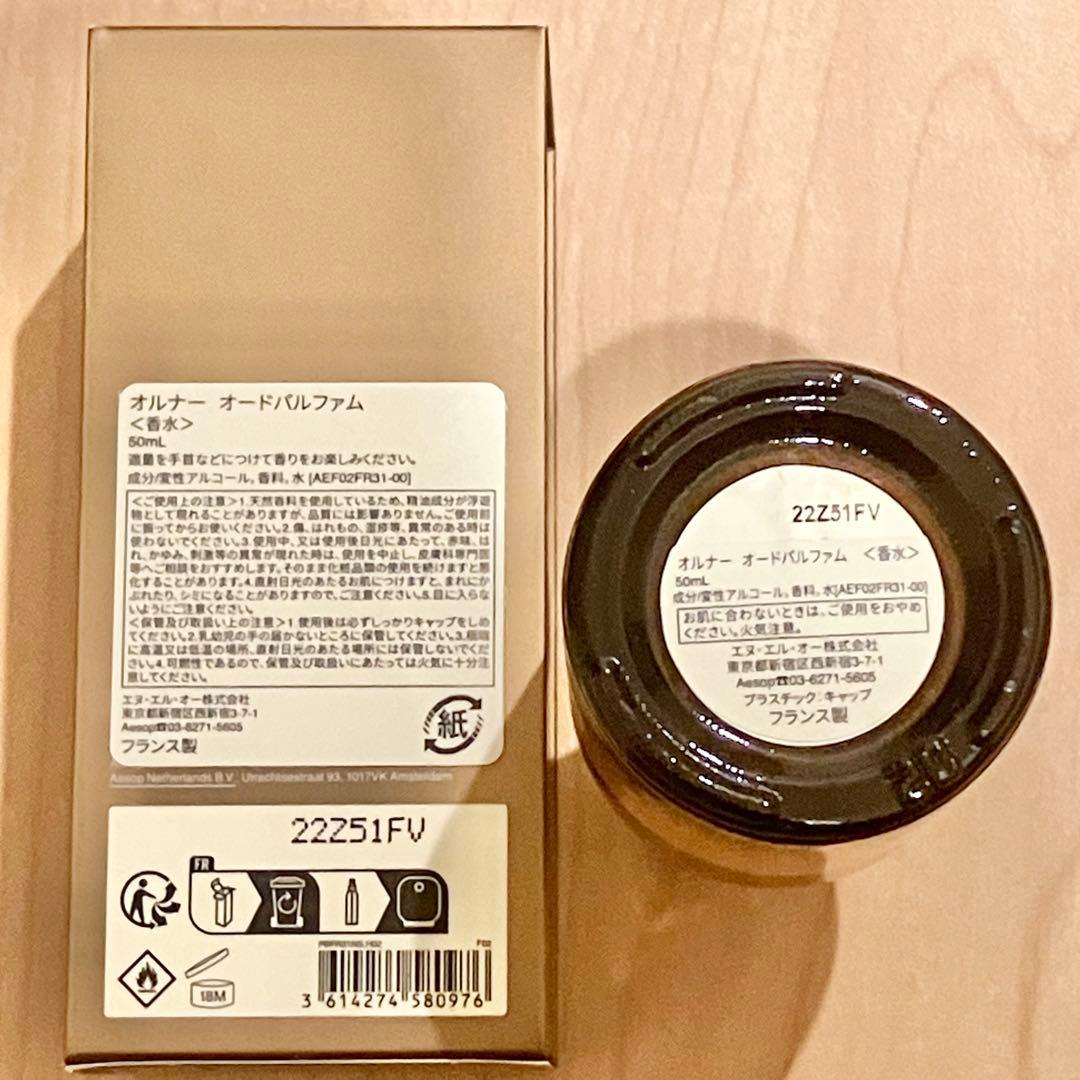 オルナー オードパルファム
<香水>
50mL
適量を手首などにつけて香りをお楽しみください。
成分/変性アルコール。香料。水 [AEF02FR31-00]
<ご使用上の注意>1.天然香料を使用しているため、精油成分が浮遊
物として現れることがありますが、品質には影響ありません。ご使用前
に振ってからお使いください。2.傷、はれもの、湿疹等、異常のある時は
使わないでください。3.使用中、又は使用後日光にあたって、赤味、は
れ、かゆみ、刺激等の異常が現れた時は、使用を中止し、皮膚科専門医
等へご相談をおすすめします。そのまま化粧品類の使用を続けますと悪
化することがあります。4.直射日光のあたるお肌につけますと、まれにか
ぶれたり、シミになることがありますので、ご注意ください。5.目に入らな
いようにご注意ください。
<保管及び取扱い上の注意>1 使用後は必ずしっかりキャップをしめ
てください。2.乳幼児の手の届かないところに保管してください。3.極端
に高温又は低温の場所、直射日光のあたる場所には保管しないでくだ
さい。4.可燃性であるので、保管及び取扱いにあたっては火気に十分注
意してください。
エヌ・エル・オー株式会社
東京都新宿区西新宿3-7-1
Aesop☎03-6271-5605
フランス製
紙
Aesop Netherlands B.V. Utrechtsestraat 93, 1017VK Amsterdam
22Z51FV
FR
F02
18M
3 614274 580976
22Z51FV
オルナー オードパルファム <香水>
50mL
成分/変性アルコール。香料。水[AEF02FR31-00]
お肌に合わないときは、ご使用をおやめ
ください。火気注意。
エヌ・エル・オー株式会社
東京都新宿区西新宿3-7-1
Aesop☎03-6271-5605
プラスチック:キャップ
フランス製